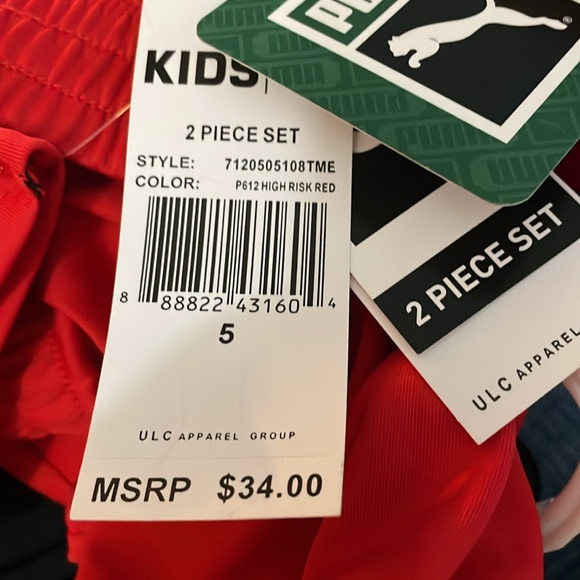 KIDS
2 PIECE SET
STYLE: 7120505108TME
COLOR: P612 HIGH RISK RED
8 88822 43160 4
5
ULC APPAREL GROUP
MSRP $34.00
2 PIECE SET
ULC APPAREL